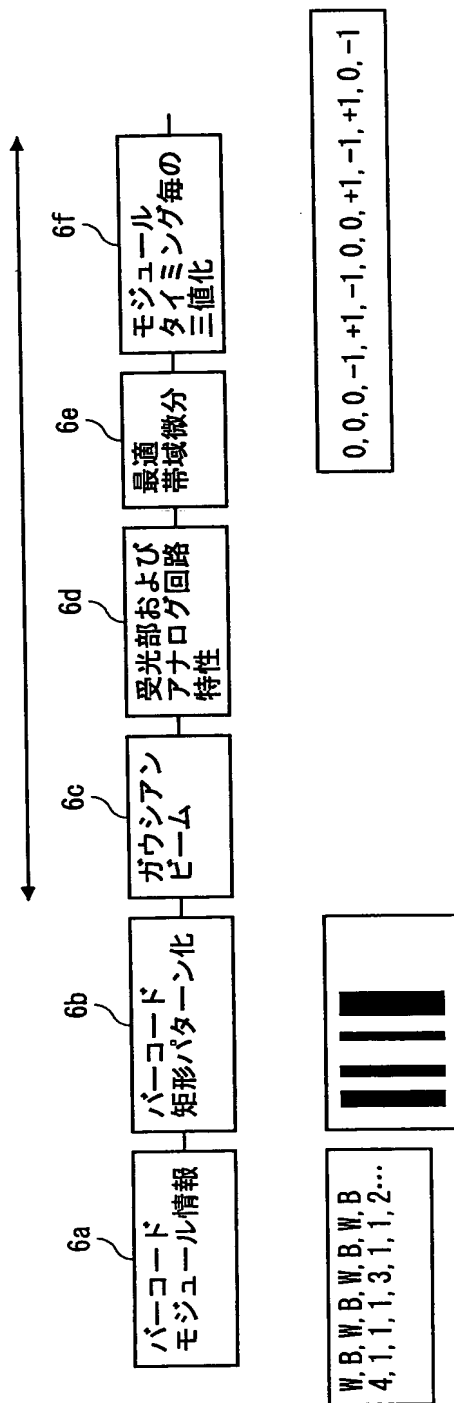 6a
バーコード
モジュール情報
6b
バーコード
矩形パターン化
6c
ガウシアン
ビーム
6d
受光部および
アナログ回路
特性
6e
最適
帯域微分
6f
モジュール
タイミング毎の
三値化
W, B, W, B, W, B, W, B
4, 1, 1, 1, 3, 1, 1, 2···
0, 0, 0, −1, +1, −1, 0, 0, +1, −1, +1, 0, −1